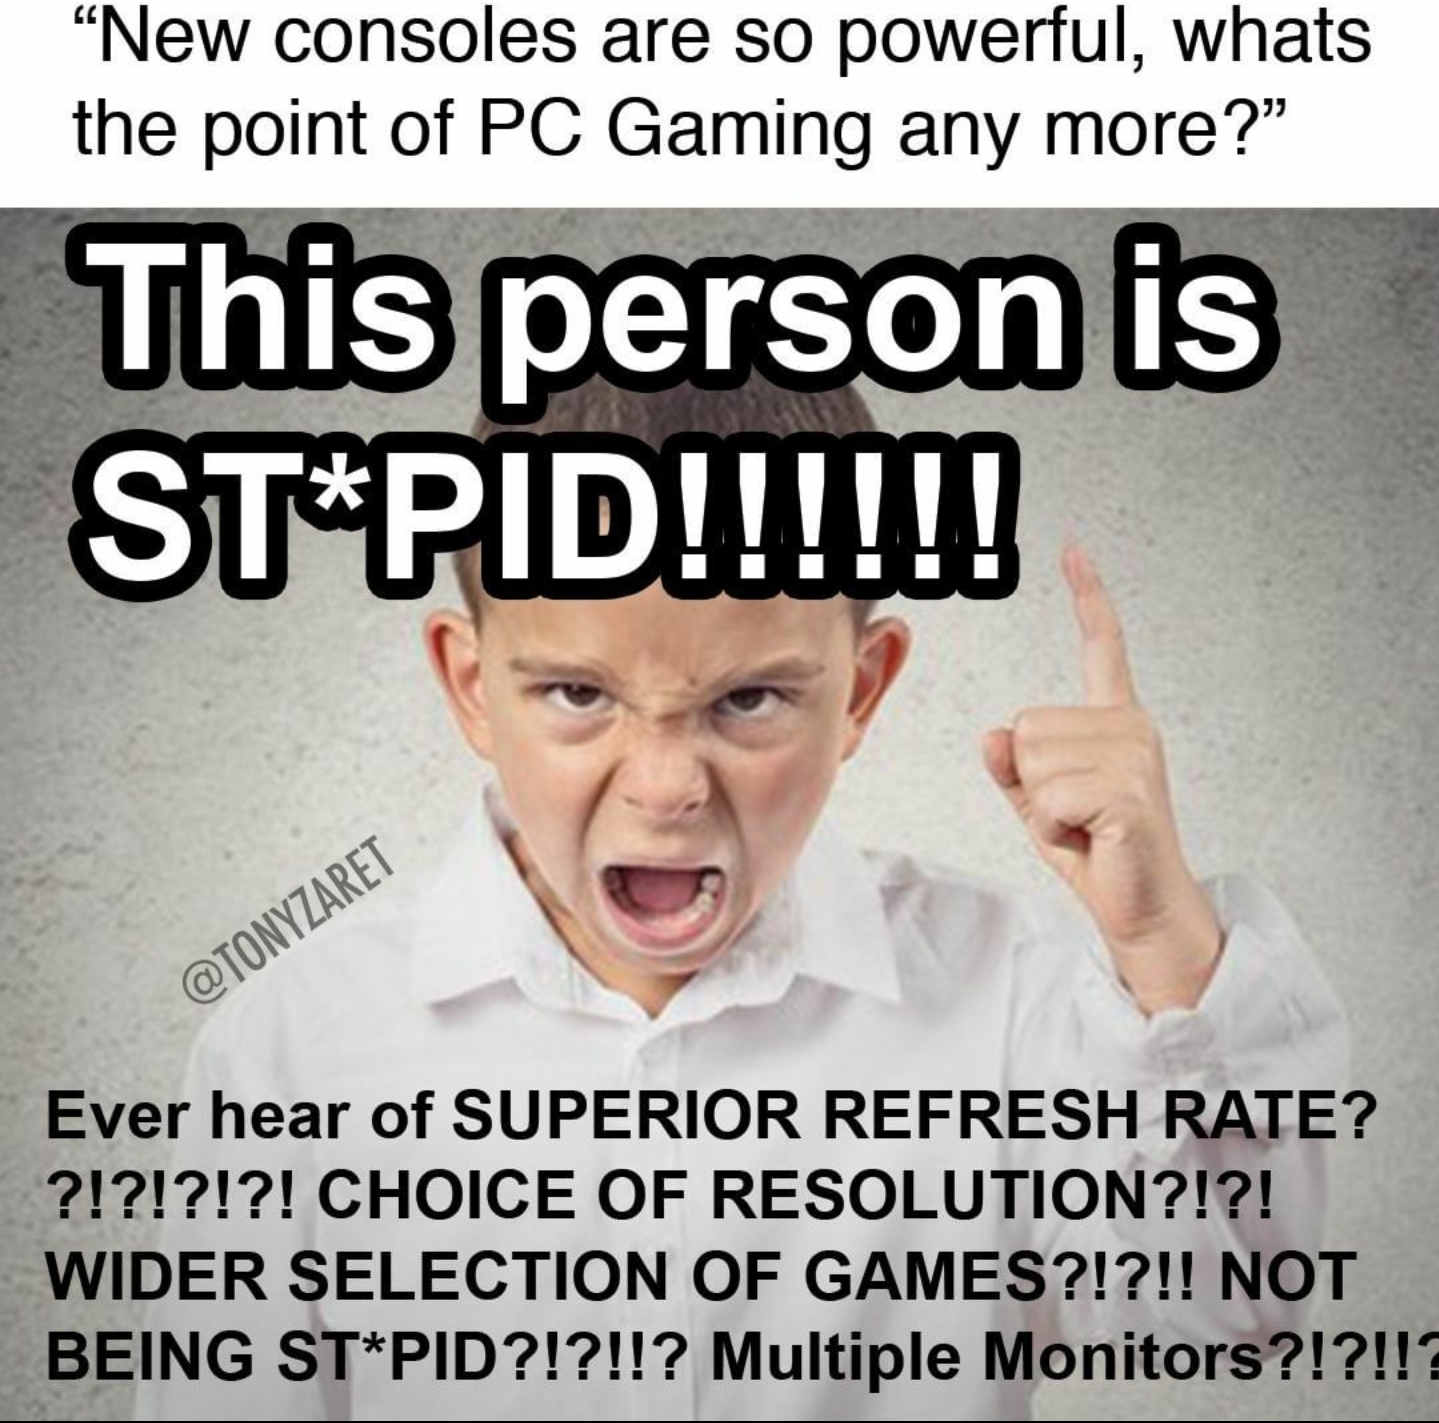 “New consoles are so powerful, whats
the point of PC Gaming any more?”
This person is
ST*PID!!!!!!
@TONYZARET
Ever hear of SUPERIOR REFRESH RATE?
?!?!?!?! CHOICE OF RESOLUTION?!?!
WIDER SELECTION OF GAMES?!?!! NOT
BEING ST*PID?!?!!? Multiple Monitors?!?!!?